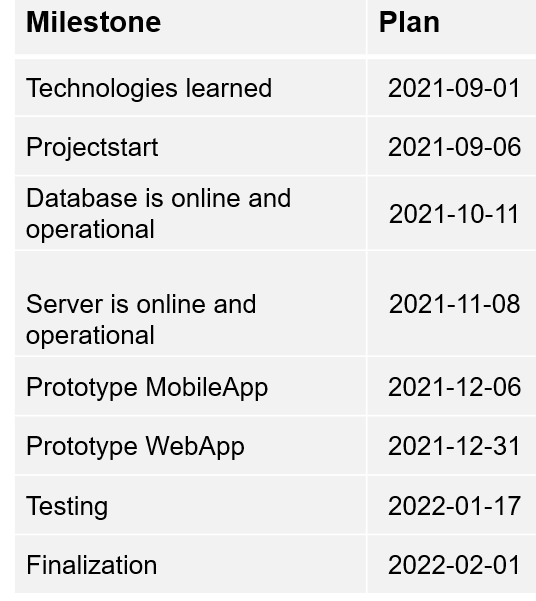 Milestone Plan
Technologies learned 2021-09-01
Projectstart 2021-09-06
Database is online and
operational 2021-10-11
Server is online and
operational 2021-11-08
Prototype MobileApp 2021-12-06
Prototype WebApp 2021-12-31
Testing 2022-01-17
Finalization 2022-02-01